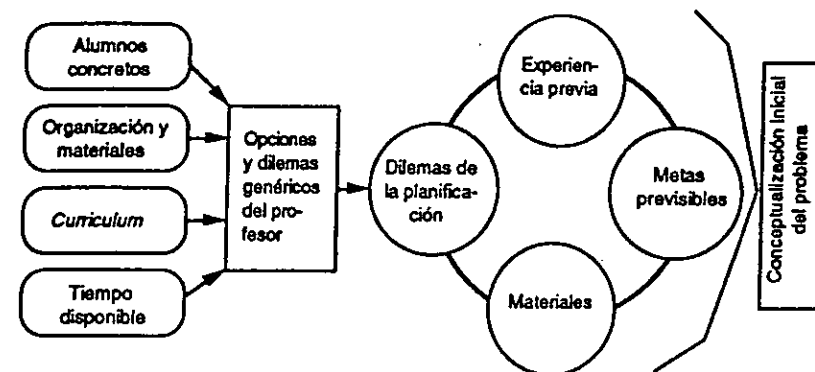 Alumnos
concretos
Organización y
materiales
Curriculum
Tiempo
disponible
Opciones
y dilemas
genéricos
del pro-
fesor
Dilemas de
la planifica-
ción
Experien-
cia previa
Metas
previsibles
Materiales
Conceptualización inicial
del problema